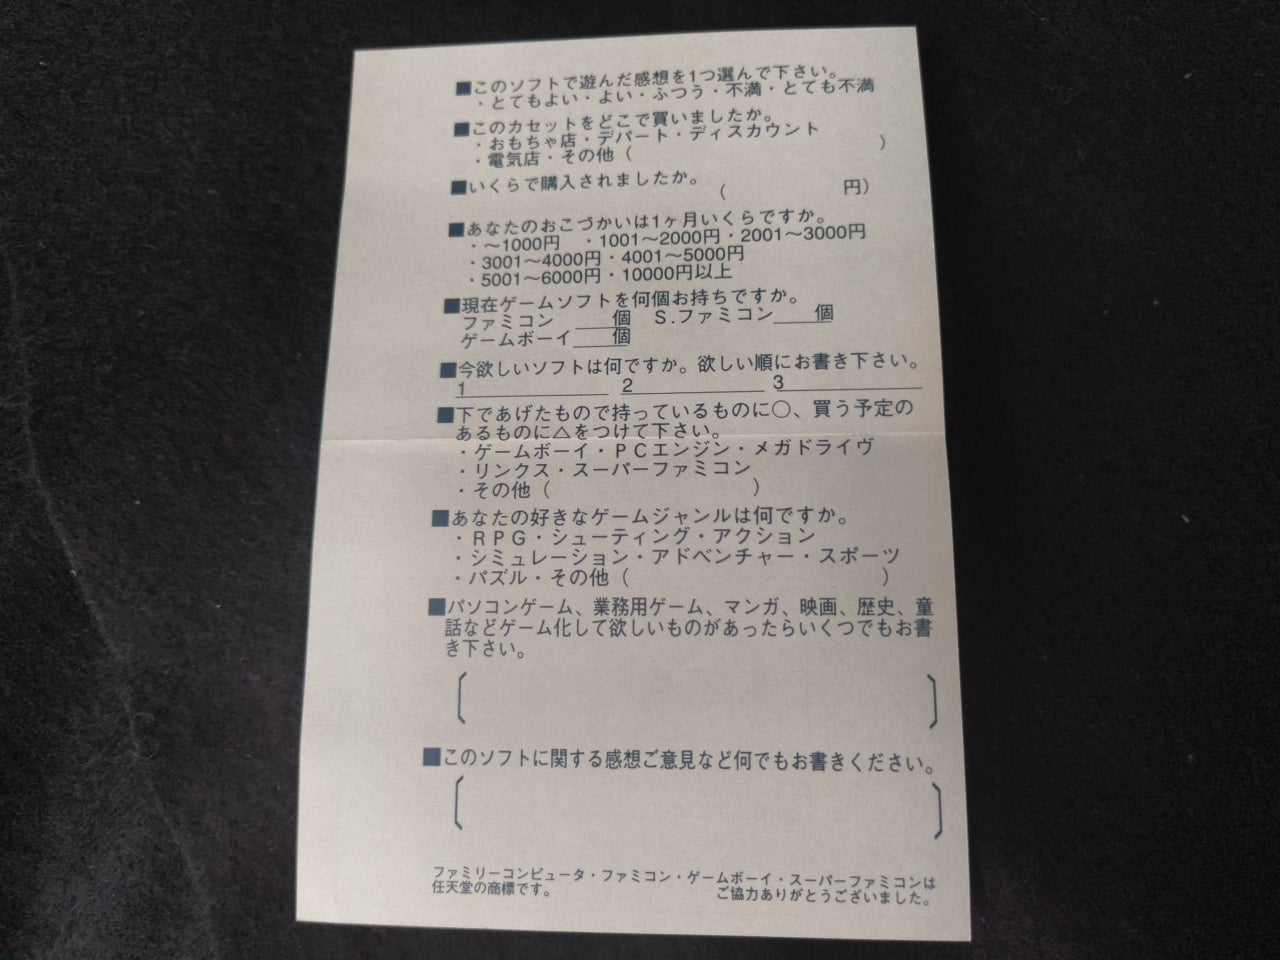 ■このソフトで遊んだ感想を1つ選んで下さい。
・とてもよい・よい・ふつう・不満・とても不満
■このカセットをどこで買いましたか。
・おもちゃ店・デパート・ディスカウント
・電気店・その他（　　　）
■いくらで購入されましたか。
（　　　円）
■あなたのおこづかいは1ヶ月いくらですか。
・～1000円　・1001～2000円・2001～3000円
・3001～4000円・4001～5000円
・5001～6000円・10000円以上
■現在ゲームソフトを何個お持ちですか。
ファミコン＿＿個　S.ファミコン＿＿個
ゲームボーイ＿＿個
■今欲しいソフトは何ですか。欲しい順にお書き下さい。
1　　　2　　　3
■下であげたもので持っているものに○、買う予定の
あるものに△をつけて下さい。
・ゲームボーイ・PCエンジン・メガドライヴ
・リンクス・スーパーファミコン
・その他（　　　）
■あなたの好きなゲームジャンルは何ですか。
・RPG・シューティング・アクション
・シミュレーション・アドベンチャー・スポーツ
・パズル・その他（　　　）
■パソコンゲーム、業務用ゲーム、マンガ、映画、歴史、童
話などゲーム化して欲しいものがあったらいくつでもお書
き下さい。
■このソフトに関する感想ご意見など何でもお書きください。
ファミリーコンピュータ・ファミコン・ゲームボーイ・スーパーファミコンは
任天堂の商標です。　　　ご協力ありがとうございました。